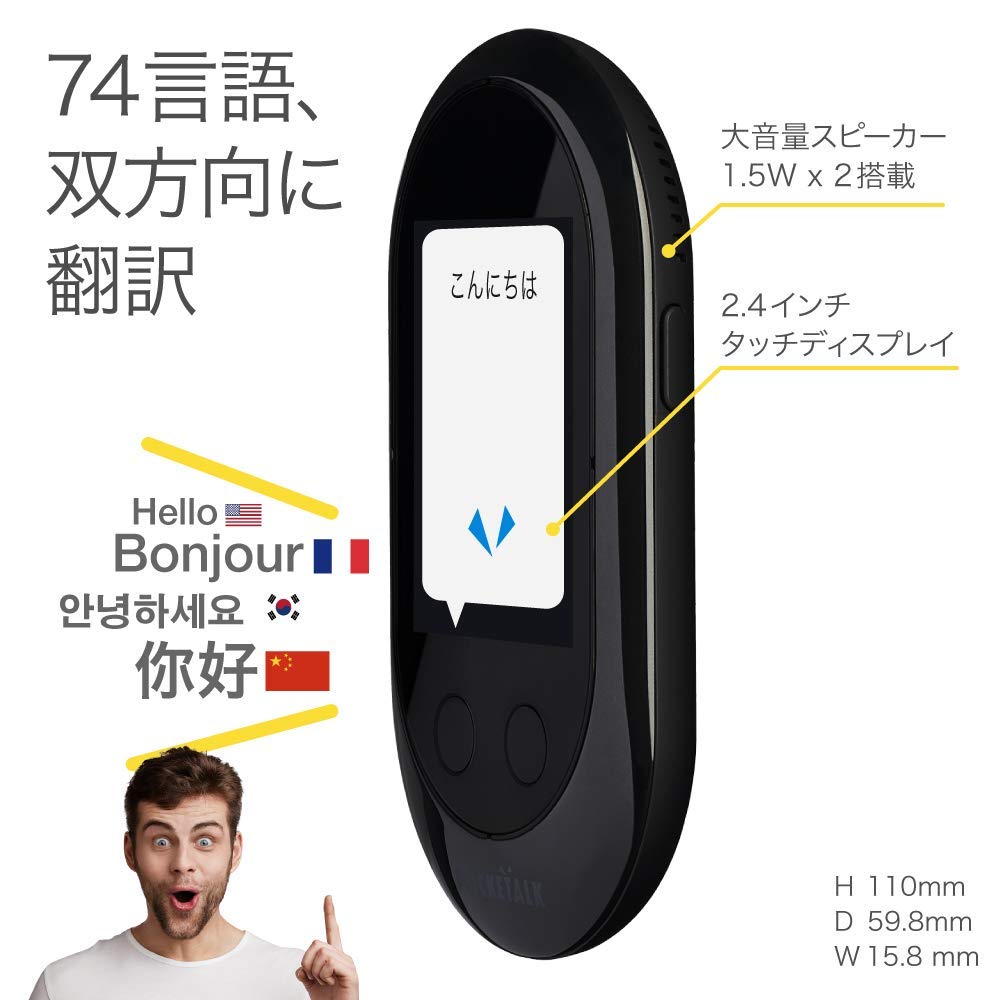 74言語、
双方向に
翻訳
大音量スピーカー
1.5W x 2搭載
2.4インチ
タッチディスプレイ
こんにちは
Hello
Bonjour
안녕하세요
你好
H 110mm
D 59.8mm
W 15.8 mm